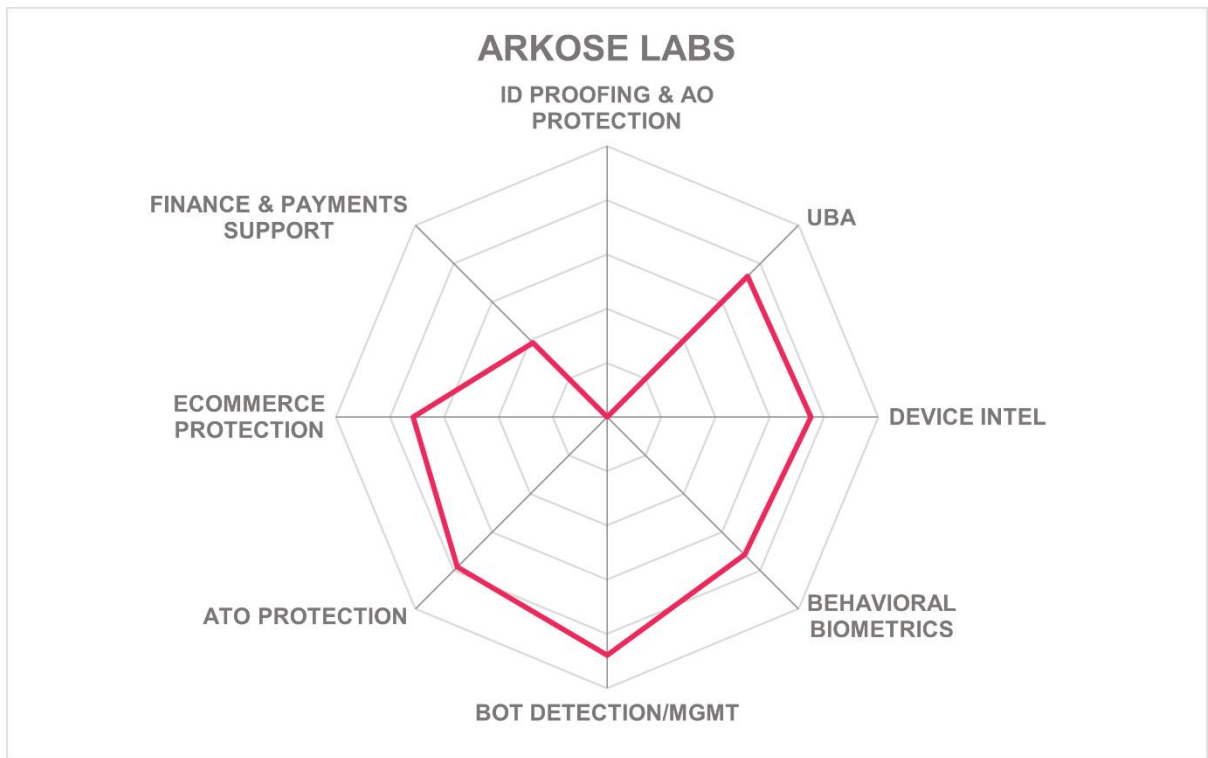 ARKOSE LABS
ID PROOFING & AO
PROTECTION
FINANCE & PAYMENTS
SUPPORT
UBA
ECOMMERCE
PROTECTION
DEVICE INTEL
ATO PROTECTION
BEHAVIORAL
BIOMETRICS
BOT DETECTION/MGMT